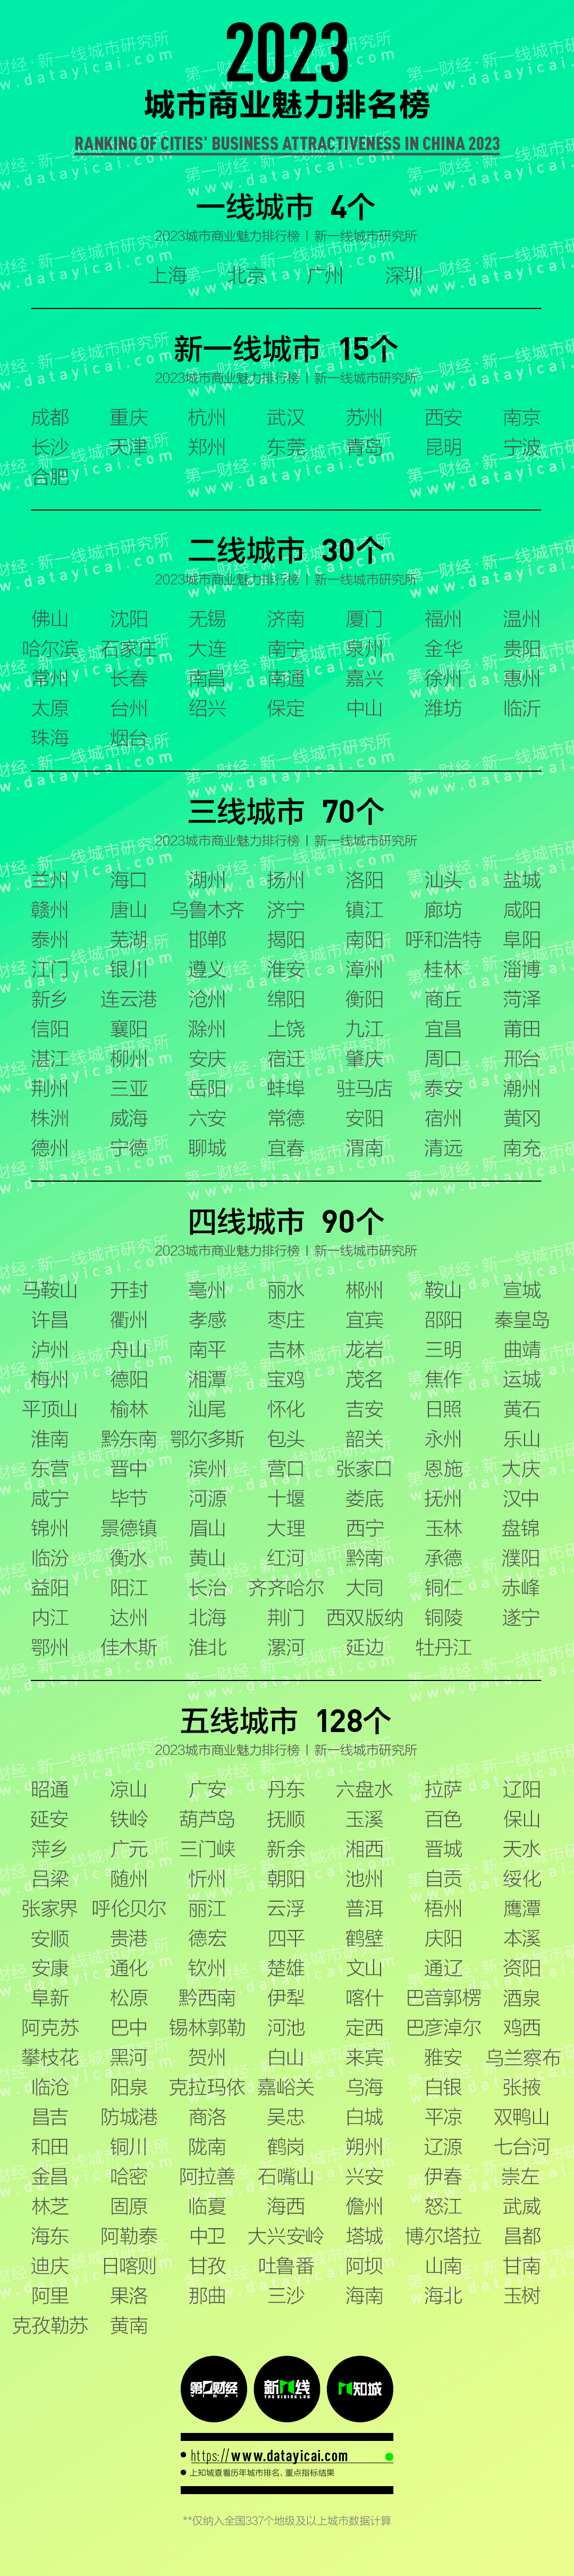 2023
城市商业魅力排名榜
RANKING OF CITIES' BUSINESS ATTRACTIVENESS IN CHINA 2023
一线城市 4个
2023城市商业魅力排行榜 | 新一线城市研究所
上海 北京 广州 深圳
新一线城市 15个
2023城市商业魅力排行榜 | 新一线城市研究所
成都 重庆 杭州 武汉 苏州 西安 南京
长沙 天津 郑州 东莞 青岛 昆明 宁波
合肥
二线城市 30个
2023城市商业魅力排行榜 | 新一线城市研究所
佛山 沈阳 无锡 济南 厦门 福州 温州
哈尔滨 石家庄 大连 南宁 泉州 金华 贵阳
常州 长春 南昌 南通 嘉兴 徐州 惠州
太原 台州 绍兴 保定 中山 潍坊 临沂
珠海 烟台
三线城市 70个
2023城市商业魅力排行榜 | 新一线城市研究所
兰州 海口 湖州 扬州 洛阳 汕头 盐城
赣州 唐山 乌鲁木齐 济宁 镇江 廊坊 咸阳
泰州 芜湖 邯郸 揭阳 南阳 呼和浩特 阜阳
江门 银川 遵义 淮安 漳州 桂林 淄博
新乡 连云港 沧州 绵阳 衡阳 商丘 菏泽
信阳 襄阳 滁州 上饶 九江 宜昌 莆田
湛江 柳州 安庆 宿迁 肇庆 周口 邢台
荆州 三亚 岳阳 蚌埠 驻马店 泰安 潮州
株洲 威海 六安 常德 安阳 宿州 黄冈
德州 宁德 聊城 宜春 渭南 清远 南充
四线城市 90个
2023城市商业魅力排行榜 | 新一线城市研究所
马鞍山 开封 亳州 丽水 郴州 鞍山 宣城
许昌 衢州 孝感 枣庄 宜宾 邵阳 秦皇岛
泸州 舟山 南平 吉林 龙岩 三明 曲靖
梅州 德阳 湘潭 宝鸡 茂名 焦作 运城
平顶山 榆林 汕尾 怀化 吉安 日照 黄石
淮南 黔东南 鄂尔多斯 包头 韶关 永州 乐山
东营 晋中 滨州 营口 张家口 恩施 大庆
咸宁 毕节 河源 十堰 娄底 抚州 汉中
锦州 景德镇 眉山 大理 西宁 玉林 盘锦
临汾 衡水 黄山 红河 黔南 承德 濮阳
益阳 阳江 长治 齐齐哈尔 大同 铜仁 赤峰
内江 达州 北海 荆门 西双版纳 铜陵 遂宁
鄂州 佳木斯 淮北 漯河 延边 牡丹江
五线城市 128个
2023城市商业魅力排行榜 | 新一线城市研究所
昭通 凉山 广安 丹东 六盘水 拉萨 辽阳
延安 铁岭 葫芦岛 抚顺 玉溪 百色 保山
萍乡 广元 三门峡 新余 湘西 晋城 天水
吕梁 随州 忻州 朝阳 池州 自贡 绥化
张家界 呼伦贝尔 丽江 云浮 普洱 梧州 鹰潭
安顺 贵港 德宏 四平 鹤壁 庆阳 本溪
安康 通化 钦州 楚雄 文山 通辽 资阳
阜新 松原 黔西南 伊犁 喀什 巴音郭楞 酒泉
阿克苏 巴中 锡林郭勒 河池 定西 巴彦淖尔 鸡西
攀枝花 黑河 贺州 白山 来宾 雅安 乌兰察布
临沧 阳泉 克拉玛依 嘉峪关 乌海 白银 张掖
昌吉 防城港 商洛 吴忠 白城 平凉 双鸭山
和田 铜川 陇南 鹤岗 朔州 辽源 七台河
金昌 哈密 阿拉善 石嘴山 兴安 伊春 崇左
林芝 固原 临夏 海西 儋州 怒江 武威
海东 阿勒泰 中卫 大兴安岭 塔城 博尔塔拉 昌都
迪庆 日喀则 甘孜 吐鲁番 阿坝 山南 甘南
阿里 果洛 那曲 三沙 海南 海北 玉树
克孜勒苏 黄南
第一财经 新一线 知城
YICAI THE RISING LAB
https://www.datayicai.com
上知城查看历年城市排名、重点指标结果
**仅纳入全国337个地级及以上城市数据计算